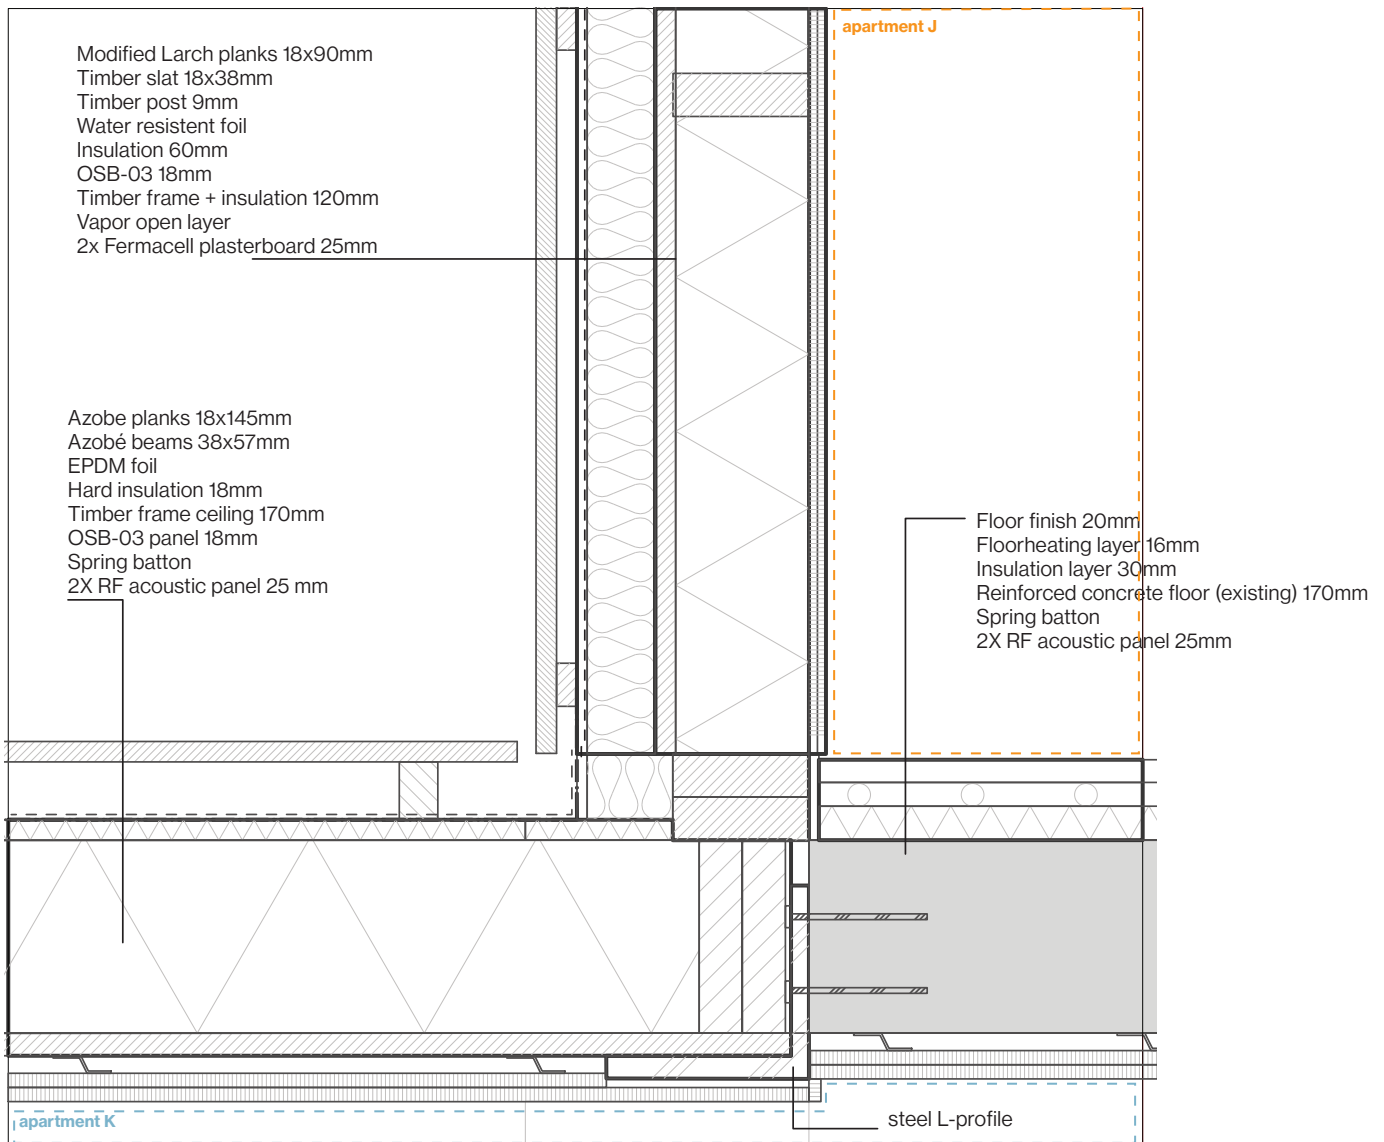 apartment J
Modified Larch planks 18x90mm
Timber slat 18x38mm
Timber post 9mm
Water resistent foil
Insulation 60mm
OSB-03 18mm
Timber frame + insulation 120mm
Vapor open layer
2x Fermacell plasterboard 25mm
Azobe planks 18x145mm
Azobé beams 38x57mm
EPDM foil
Hard insulation 18mm
Timber frame ceiling 170mm
OSB-03 panel 18mm
Spring batton
2X RF acoustic panel 25 mm
Floor finish 20mm
Floorheating layer 16mm
Insulation layer 30mm
Reinforced concrete floor (existing) 170mm
Spring batton
2X RF acoustic panel 25mm
steel L-profile
apartment K